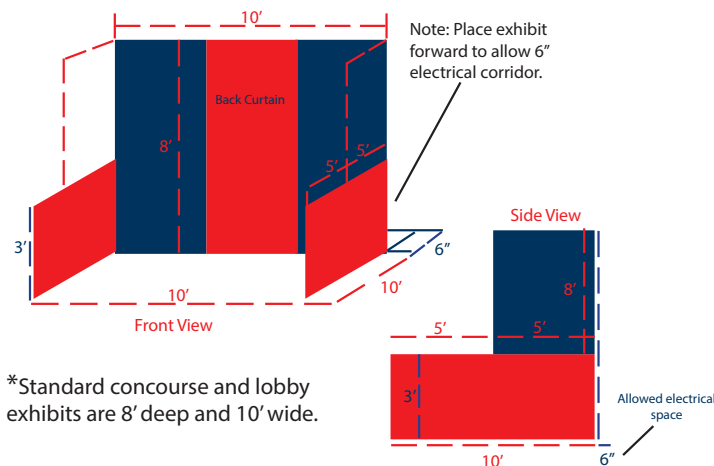 10’
Note: Place exhibit
forward to allow 6”
electrical corridor.
Back Curtain
8’
5’
5’
3’
6”
10’
10’
Front View
Side View
8’
5’
5’
3’
10’
6”
Allowed electrical
space
*Standard concourse and lobby
exhibits are 8’ deep and 10’ wide.